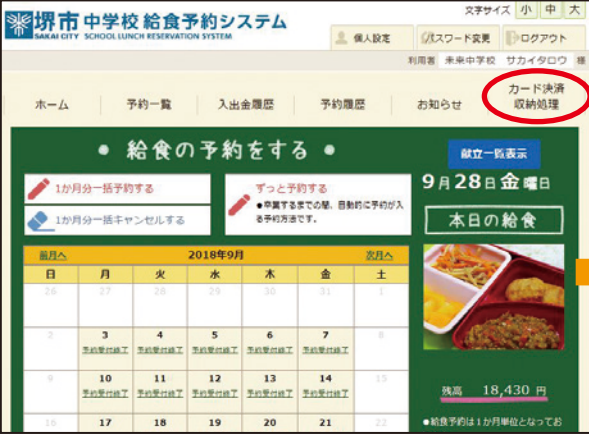 文字サイズ 小 中 大
堺市 中学校 給食予約システム
SAKAI CITY SCHOOL LUNCH RESERVATION SYSTEM
個人設定 パスワード変更 ログアウト
利用者 未来中学校 サカイタロウ 様
ホーム 予約一覧 入出金履歴 予約履歴 お知らせ カード決済
収納処理
● 給食の予約をする ●
1か月分一括予約する
1か月分一括キャンセルする
ずっと予約する
●卒業するまでの間、自動的に予約が入
る予約方法です。
献立一覧表示
9月28日金曜日
本日の給食
前月へ 2018年9月 次月へ
日 月 火 水 木 金 土
26 27 28 29 30 31 1
2 3 4 5 6 7 8
予約受付終了 予約受付終了 予約受付終了 予約受付終了 予約受付終了
9 10 11 12 13 14 15
予約受付終了 予約受付終了 予約受付終了 予約受付終了 予約受付終了
16 17 18 19 20 21 22
残高 18,430 円
●給食予約は1か月単位となってお